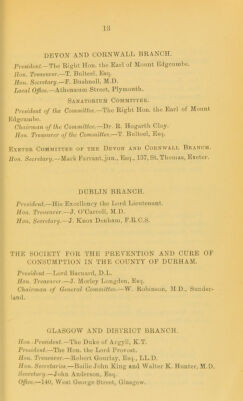 13
DEVON AND CORNWALL BRANCH.
President.—The Right Hon. the Earl of Mount Edgcumbe.
Hon. Treasurer.—T. Bulteel, Esq.
Hon. Secretary.—F. Bushnell, M.D.
Local Office.—Athenæum Street, Plymouth.
SANATORIUM COMMITTEE.
President of the Committee.—The Right Hon. the Earl of Mount
Edgcumbe.
Chairman of the Committee.—Dr. R. Hogarth Clay.
Hon. Treasurer of the Committee.—T. Bulteel, Esq.
EXETER COMMITTEE OF THE DEVON AND CORNWALL BRANCH.
Hon. Secretary.—Mark Farrant, jun., Esq., 137, St. Thomas, Exeter.
DUBLIN BRANCH.
President.—His Excellency the Lord Lieutenant.
Hon. Treasurer.—J. O'Carroll, M.D.
Hon. Secretary.—J. Knox Denham, F.R.C.S.
THE SOCIETY FOR THE PREVENTION AND CURE OF
CONSUMPTION IN THE COUNTY OF DURHAM.
President.—Lord Barnard, D.L.
Hon. Treasurer.—J. Morley Longden, Esq.
Chairman of General Committee.—W. Robinson, M.D., Sunder-
land.
GLASGOW AND DISTRICT BRANCH.
Hon. President.—The Duke of Argyll, K.T.
President.—The Hon. the Lord Provost.
Hon. Treasurer.—Robert Gourlay, Esq., LL.D.
Hon. Secretaries.—Bailie John King and Walter K. Hunter, M.D.
Secretary.—John Anderson, Esq.
Office.—140, West George Street, Glasgow.